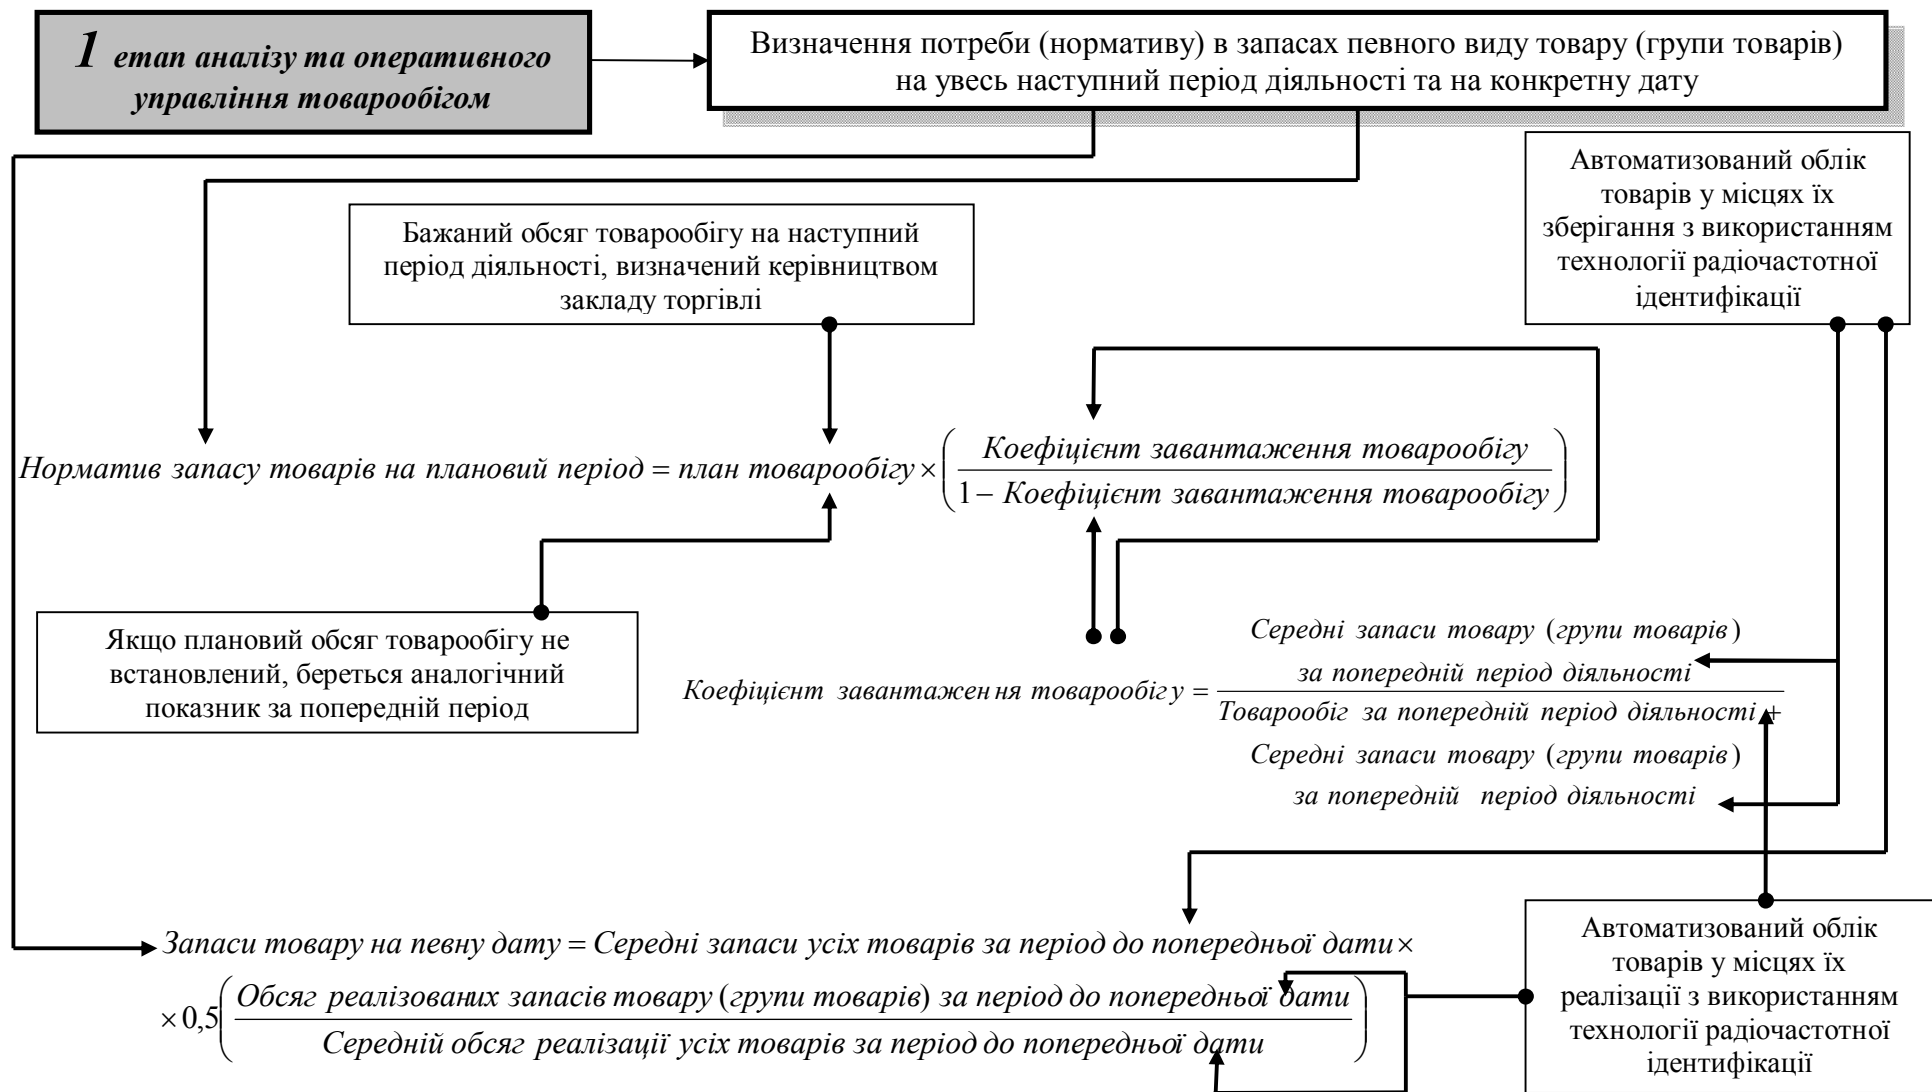 1 етап аналізу та оперативного
управління товарообігом
Визначення потреби (нормативу) в запасах певного виду товару (групи товарів)
на увесь наступний період діяльності та на конкретну дату
Автоматизований облік
товарів у місцях їх
зберігання з використанням
технології радіочастотної
ідентифікації
Бажаний обсяг товарообігу на наступний
період діяльності, визначений керівництвом
закладу торгівлі
Норматив запасу товарів на плановий період = план товарообігу × (Коефіцієнт завантаження товарообігу
1 − Коефіцієнт завантаження товарообігу)
Якщо плановий обсяг товарообігу не
встановлений, береться аналогічний
показник за попередній період
Середні запаси товару (групи товарів)
за попередній період діяльності
Коефіцієнт завантажен ня товарообіг у =
Товарообіг за попередній період діяльності +
Середні запаси товару (групи товарів)
за попередній період діяльності
Запаси товару на певну дату = Середні запаси усіх товарів за період до попередньої дати ×
× 0,5 (Обсяг реалізованих запасів товару (групи товарів) за період до попередньої дати
Середній обсяг реалізації усіх товарів за період до попередньої дати)
Автоматизований облік
товарів у місцях їх
реалізації з використанням
технології радіочастотної
ідентифікації